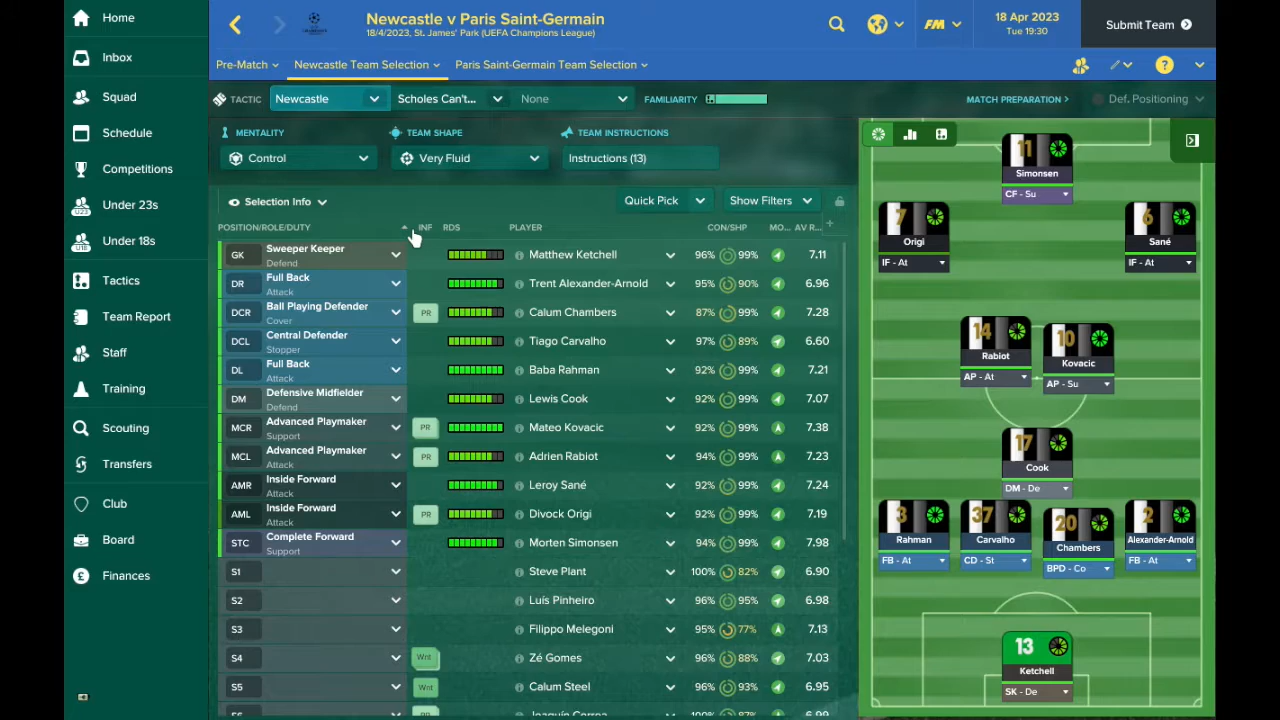 Home
Inbox
Squad
Schedule
Competitions
U23
Under 23s
U18
Under 18s
Tactics
Team Report
Staff
Training
Scouting
Transfers
Club
Board
Finances
Newcastle v Paris Saint-Germain
18/4/2023, St. James' Park (UEFA Champions League)
FM
18 Apr 2023
Tue 19:30
Submit Team
Pre-Match
Newcastle Team Selection
Paris Saint-Germain Team Selection
?
TACTIC
Newcastle
Scholes Can't...
None
FAMILIARITY
MATCH PREPARATION >
Def. Positioning
MENTALITY
TEAM SHAPE
TEAM INSTRUCTIONS
Control
Very Fluid
Instructions (13)
Selection Info
Quick Pick
Show Filters
POSITION/ROLE/DUTY INF RDS PLAYER CON/SHP MO... AV R... +
GK Sweeper Keeper Defend Matthew Ketchell 96% 99% 7.11
DR Full Back Attack Trent Alexander-Arnold 95% 90% 6.96
DCR Ball Playing Defender Cover PR Calum Chambers 87% 99% 7.28
DCL Central Defender Stopper Tiago Carvalho 97% 89% 6.60
DL Full Back Attack Baba Rahman 92% 99% 7.21
DM Defensive Midfielder Defend Lewis Cook 92% 99% 7.07
MCR Advanced Playmaker Support PR Mateo Kovacic 92% 99% 7.38
MCL Advanced Playmaker Attack PR Adrien Rabiot 94% 99% 7.23
AMR Inside Forward Attack Leroy Sané 92% 99% 7.24
AML Inside Forward Attack PR Divock Origi 92% 99% 7.19
STC Complete Forward Support Morten Simonsen 94% 99% 7.98
S1 Steve Plant 100% 82% 6.90
S2 Luís Pinheiro 96% 95% 6.98
S3 Filippo Melegoni 95% 77% 7.13
S4 Wnt Zé Gomes 96% 88% 7.03
S5 Wnt Calum Steel 96% 93% 6.95
PR Joaquín Correa 100%
11
Simonsen
CF - Su
7 6
Origi Sané
IF - At IF - At
14 10
Rabiot Kovacic
AP - At AP - Su
17
Cook
DM - De
3 37 20 2
Rahman Carvalho Chambers Alexander-Arnold
FB - At CD - St BPD - Co FB - At
13
Ketchell
SK - De